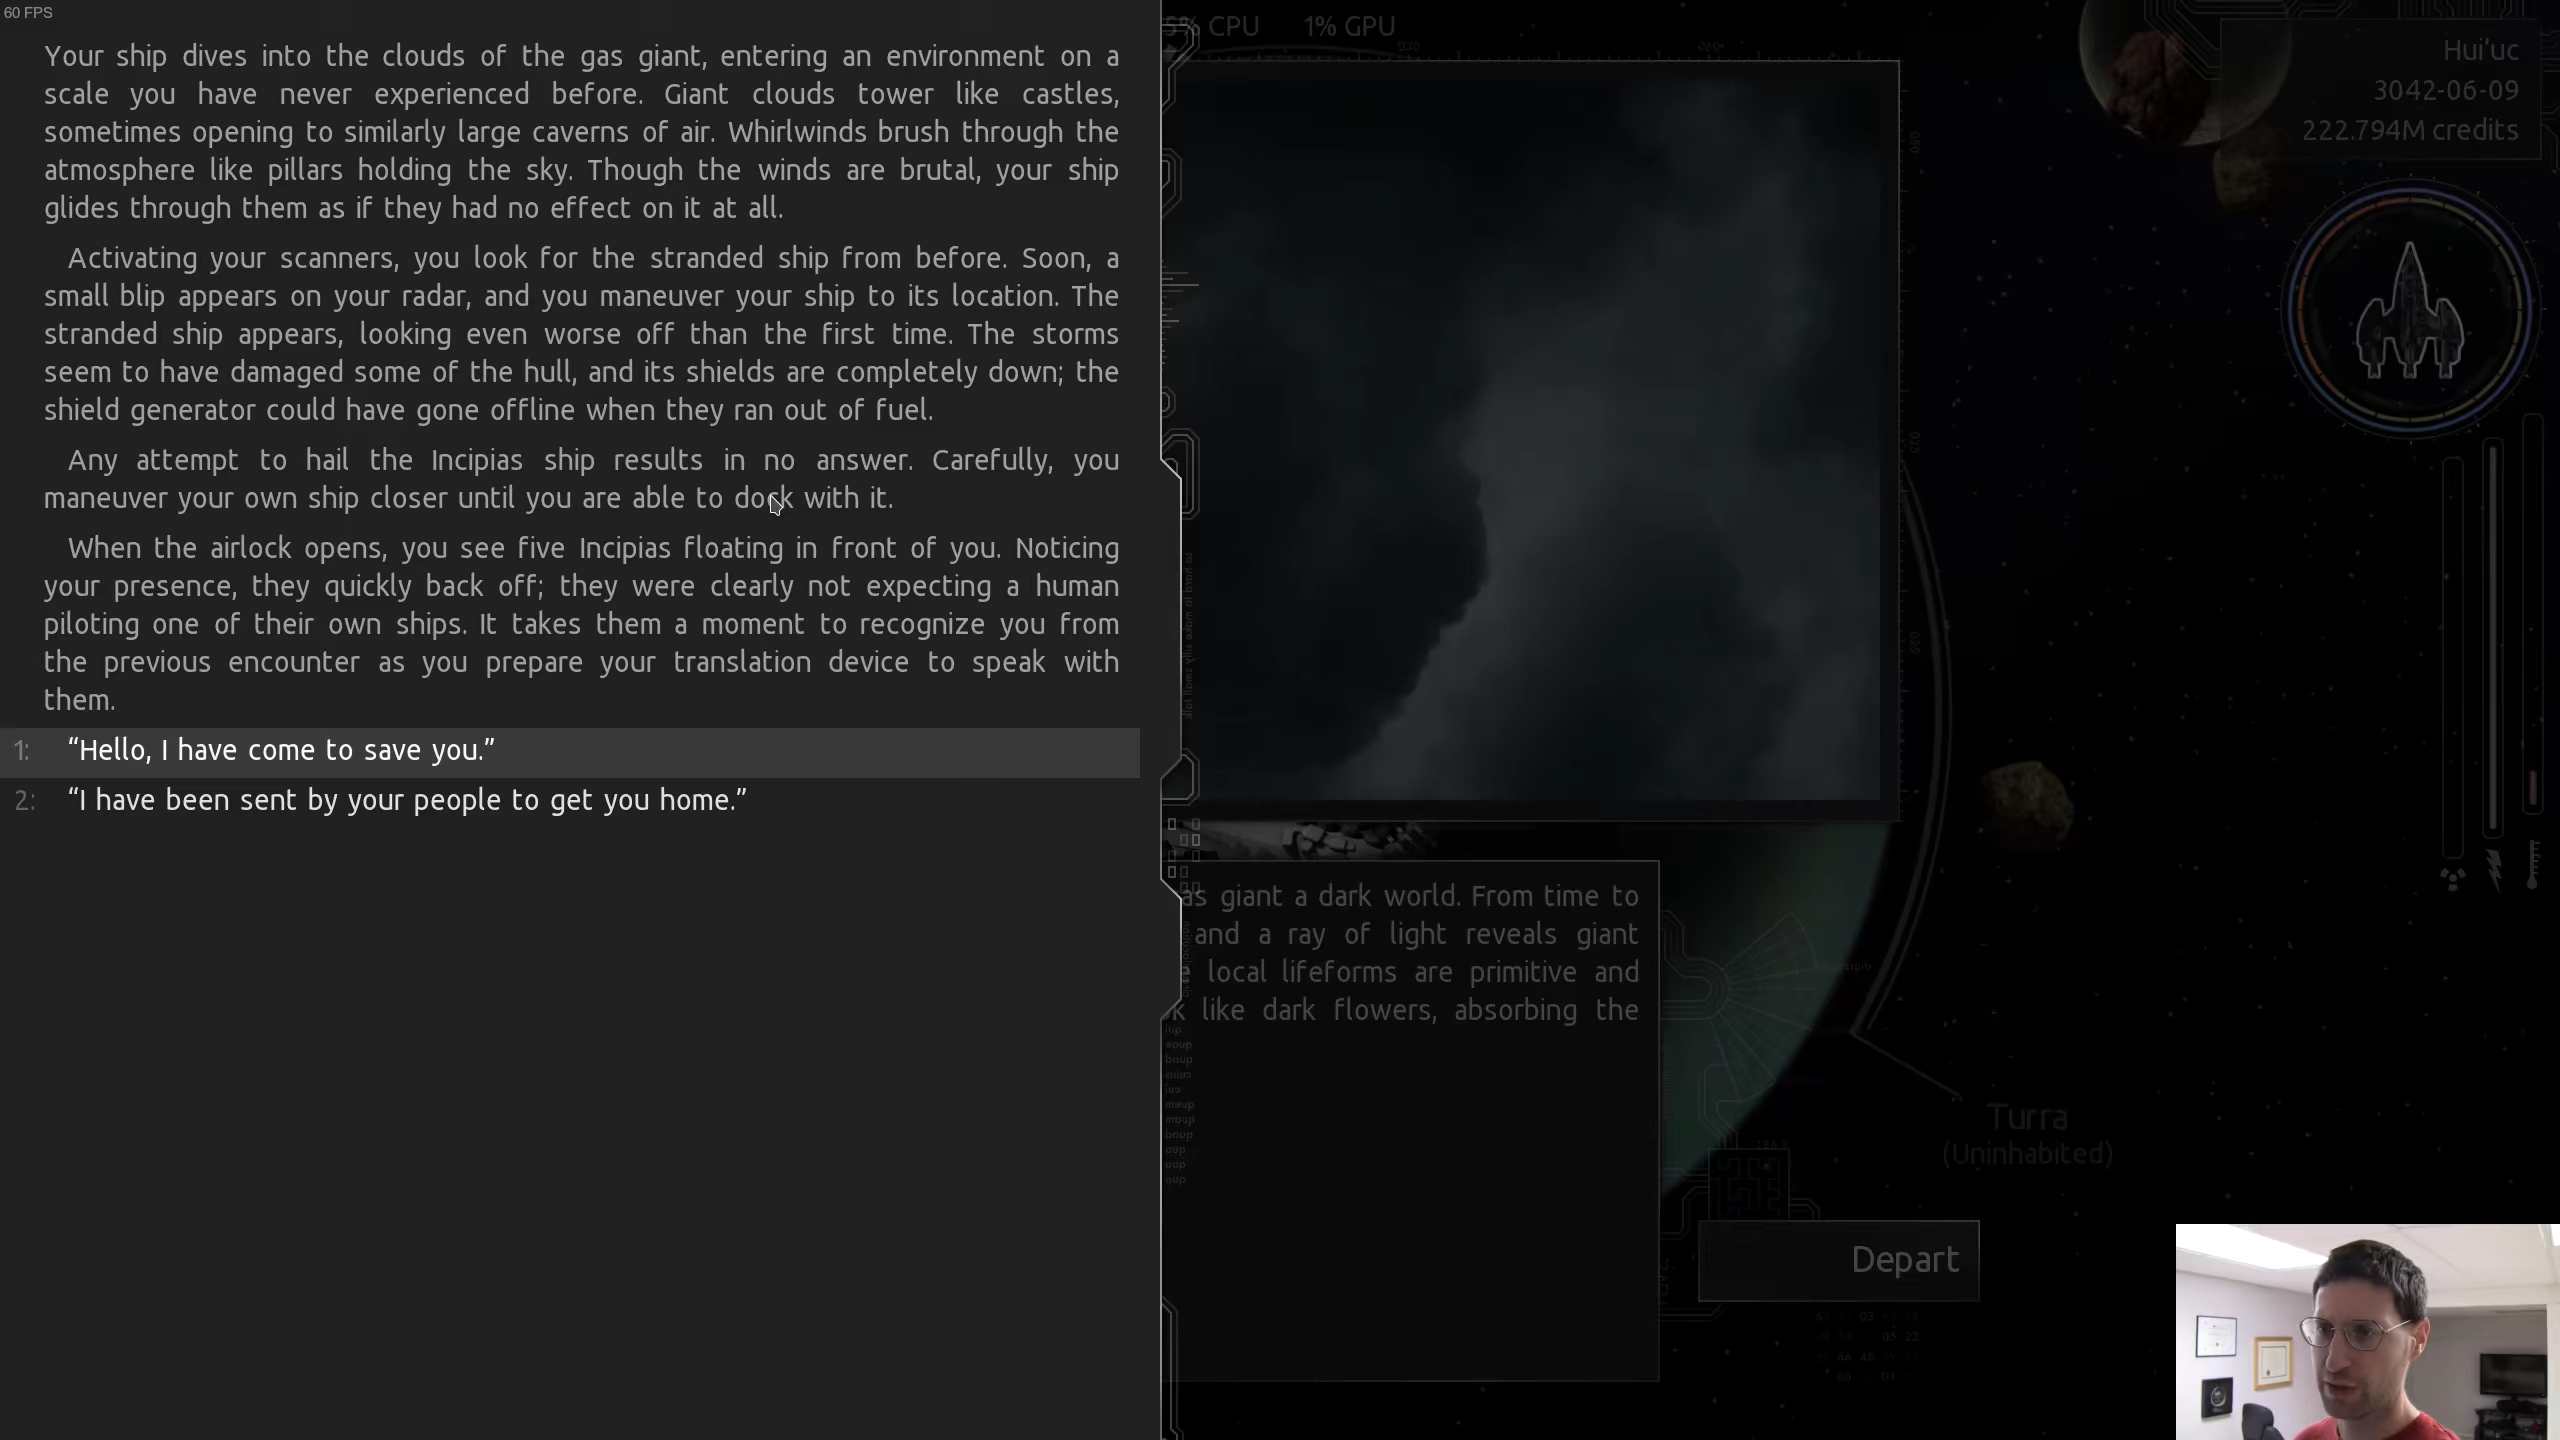 60 FPS
5% CPU 1% GPU
Your ship dives into the clouds of the gas giant, entering an environment on a
scale you have never experienced before. Giant clouds tower like castles,
sometimes opening to similarly large caverns of air. Whirlwinds brush through the
atmosphere like pillars holding the sky. Though the winds are brutal, your ship
glides through them as if they had no effect on it at all.
Activating your scanners, you look for the stranded ship from before. Soon, a
small blip appears on your radar, and you maneuver your ship to its location. The
stranded ship appears, looking even worse off than the first time. The storms
seem to have damaged some of the hull, and its shields are completely down; the
shield generator could have gone offline when they ran out of fuel.
Any attempt to hail the Incipias ship results in no answer. Carefully, you
maneuver your own ship closer until you are able to dock with it.
When the airlock opens, you see five Incipias floating in front of you. Noticing
your presence, they quickly back off; they were clearly not expecting a human
piloting one of their own ships. It takes them a moment to recognize you from
the previous encounter as you prepare your translation device to speak with
them.
1: “Hello, I have come to save you.”
2: “I have been sent by your people to get you home.”
Hui'uc
3042-06-09
222.794M credits
as giant a dark world. From time to
and a ray of light reveals giant
local lifeforms are primitive and
like dark flowers, absorbing the
Turra
(Uninhabited)
Depart